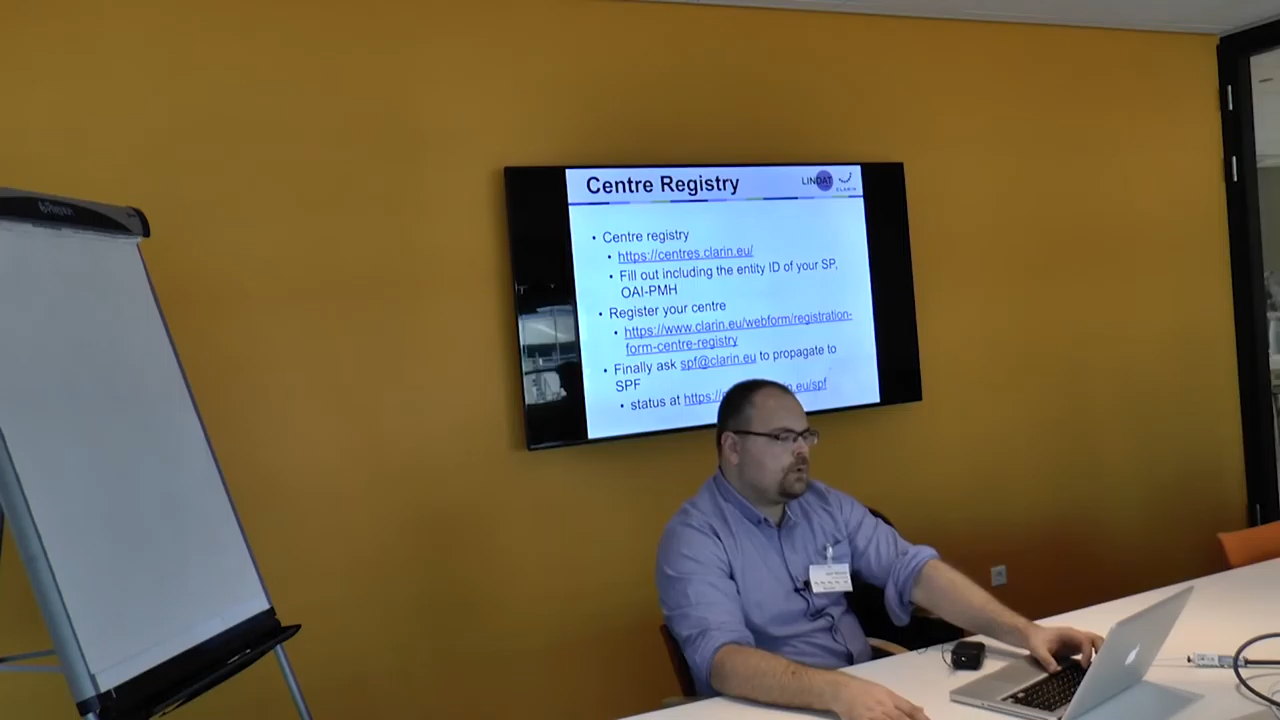 Centre Registry
LINDAT
CLARIN
• Centre registry
• https://centres.clarin.eu/
• Fill out including the entity ID of your SP,
OAI-PMH
• Register your centre
• https://www.clarin.eu/webform/registration-
form-centre-registry
• Finally ask spf@clarin.eu to propagate to
SPF
• status at https:// in.eu/spf